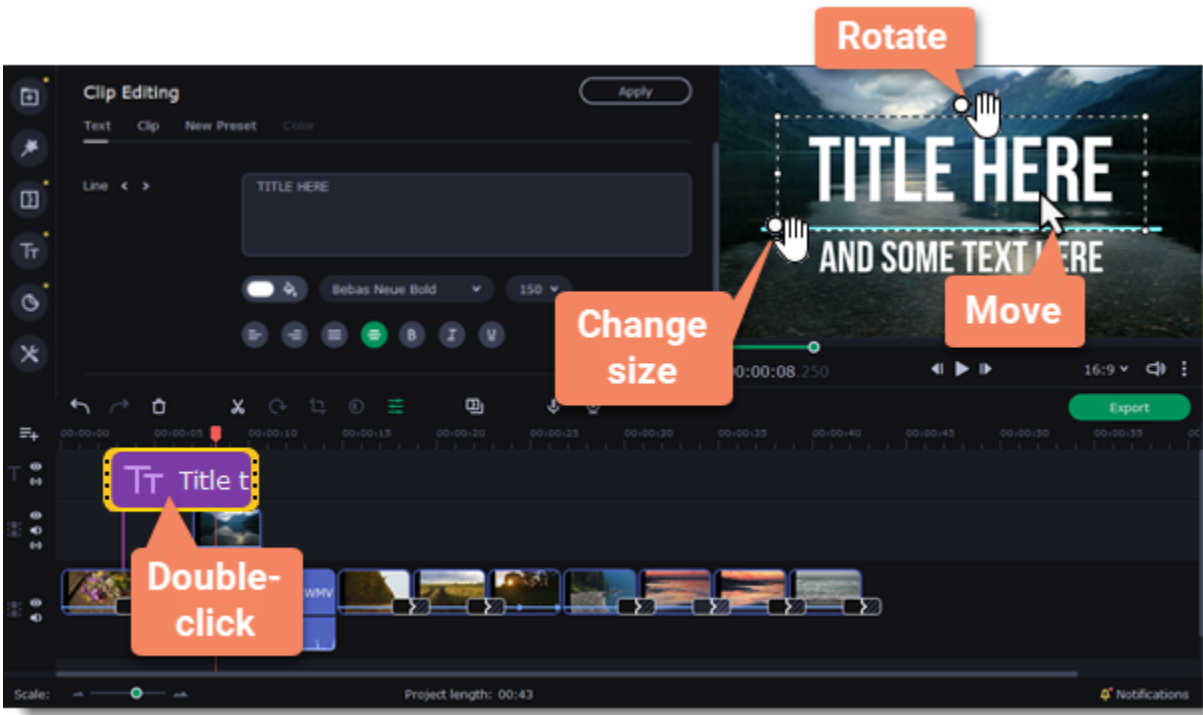 Rotate
Clip Editing
Apply
Text Clip New Preset Color
TITLE HERE
Line < >
TITLE HERE
AND SOME TEXT HERE
Bebas Neue Bold 150
Move
Change
size
00:00:08.250
16:9
Export
00:00:00 00:00:05 00:00:10 00:00:15 00:00:20 00:00:25 00:00:30 00:00:35 00:00:40 00:00:45 00:00:50 00:00:55
Title t
Double-
click
WMV
Scale:
Project length: 00:43
Notifications